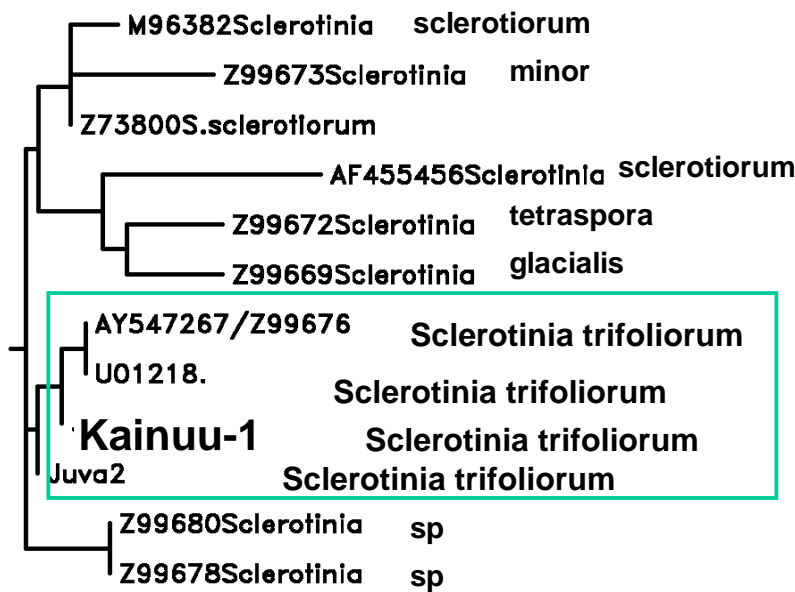 M96382Sclerotinia sclerotiorum
Z99673Sclerotinia minor
Z73800S.sclerotiorum
AF455456Sclerotinia sclerotiorum
Z99672Sclerotinia tetraspora
Z99669Sclerotinia glacialis
AY547267/Z99676 Sclerotinia trifoliorum
U01218. Sclerotinia trifoliorum
Kainuu-1 Sclerotinia trifoliorum
Juva2 Sclerotinia trifoliorum
Z99680Sclerotinia sp
Z99678Sclerotinia sp